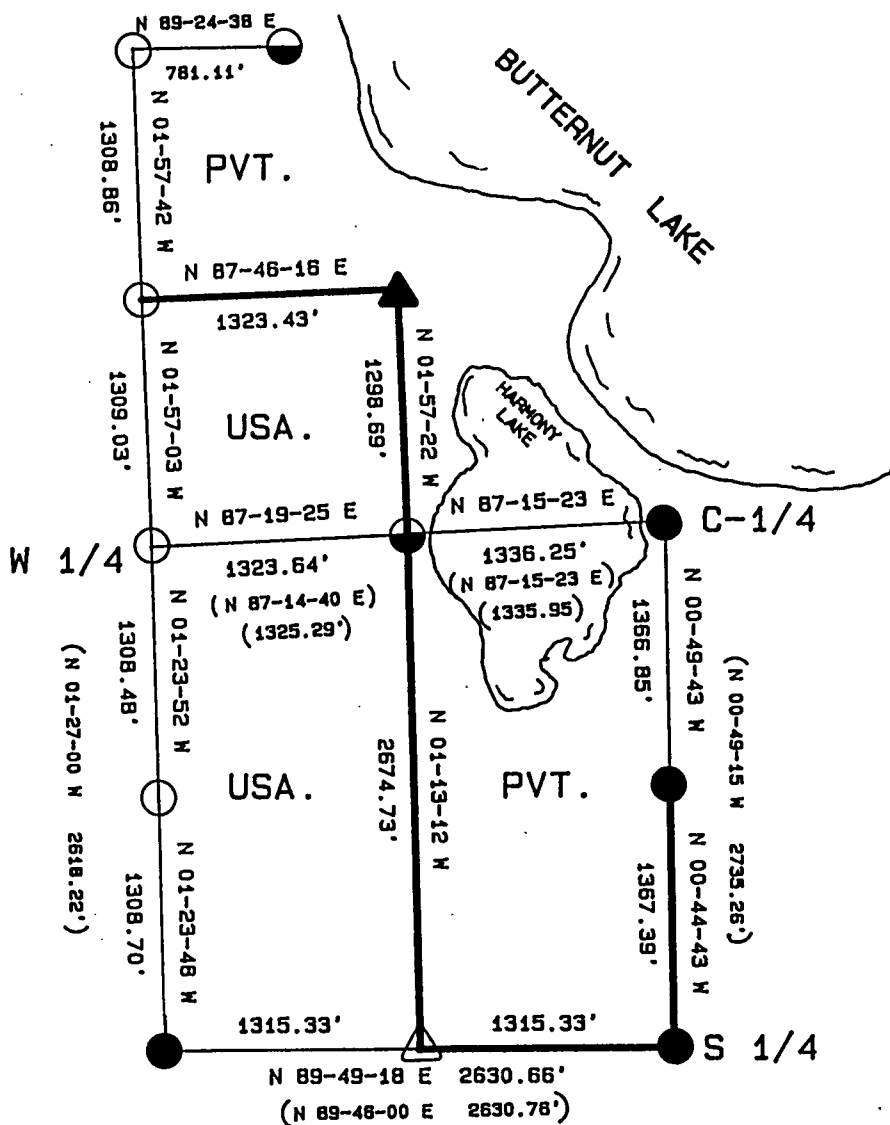 N 89-24-38 E
781.11'
BUTTERNUT LAKE
N 01-57-42 W
1308.86'
PVT.
N 87-46-16 E
1323.43'
N 01-57-03 W
1309.03'
USA.
N 01-57-22 W
1298.69'
HARMONY
LAKE
W 1/4
N 87-19-25 E
1323.64'
(N 87-14-40 E)
(1325.29')
N 87-15-23 E
1336.25'
(N 87-15-23 E)
(1335.95)
C-1/4
N 01-23-52 W
1308.48'
(N 01-27-00 W 2618.22')
USA.
N 01-13-12 W
2674.73'
PVT.
N 00-49-43 W
1366.85'
(N 00-49-15 W 2735.26')
N 01-23-48 W
1308.70'
N 00-44-43 W
1367.39'
1315.33'
1315.33'
S 1/4
N 89-49-18 E 2630.66'
(N 89-46-00 E 2630.76')